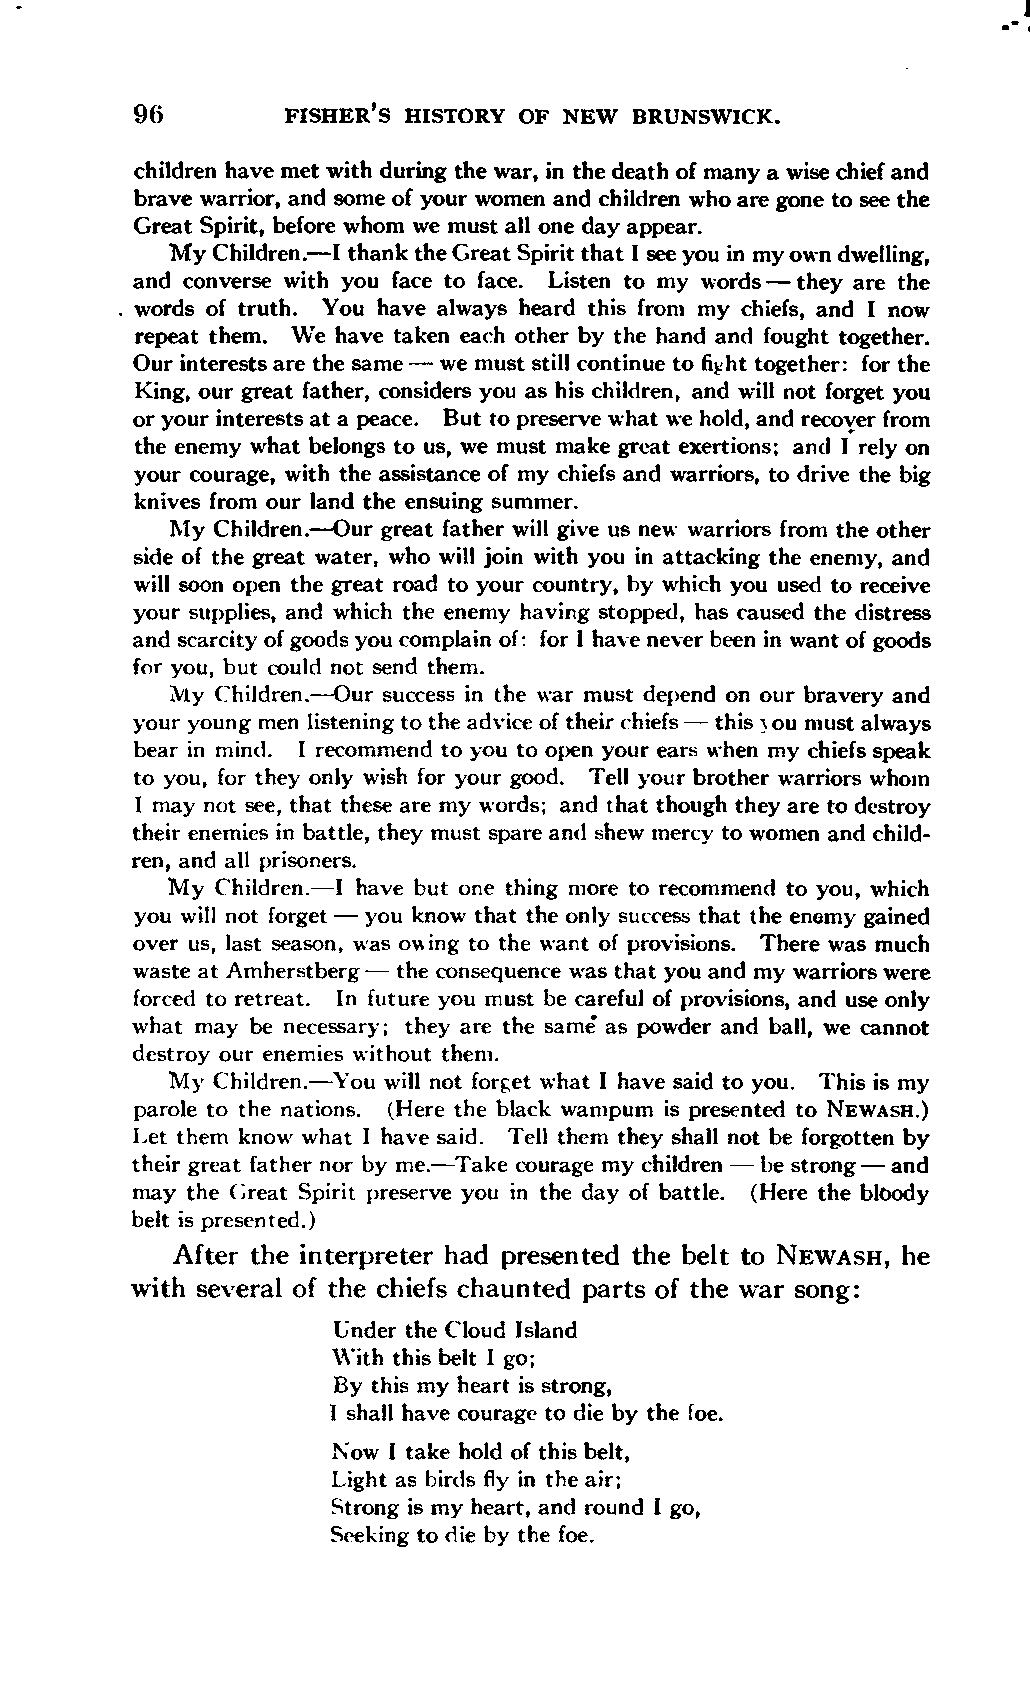 96 FISHER'S HISTORY OF NEW BRUNSWICK.
children have met with during the war, in the death of many a wise chief and
brave warrior, and some of your women and children who are gone to see the
Great Spirit, before whom we must all one day appear.
My Children.—I thank the Great Spirit that I see you in my own dwelling,
and converse with you face to face. Listen to my words — they are the
words of truth. You have always heard this from my chiefs, and I now
repeat them. We have taken each other by the hand and fought together.
Our interests are the same — we must still continue to fight together: for the
King, our great father, considers you as his children, and will not forget you
or your interests at a peace. But to preserve what we hold, and recover from
the enemy what belongs to us, we must make great exertions; and I rely on
your courage, with the assistance of my chiefs and warriors, to drive the big
knives from our land the ensuing summer.
My Children.—Our great father will give us new warriors from the other
side of the great water, who will join with you in attacking the enemy, and
will soon open the great road to your country, by which you used to receive
your supplies, and which the enemy having stopped, has caused the distress
and scarcity of goods you complain of: for I have never been in want of goods
for you, but could not send them.
My Children.—Our success in the war must depend on our bravery and
your young men listening to the advice of their chiefs — this you must always
bear in mind. I recommend to you to open your ears when my chiefs speak
to you, for they only wish for your good. Tell your brother warriors whom
I may not see, that these are my words; and that though they are to destroy
their enemies in battle, they must spare and shew mercy to women and child-
ren, and all prisoners.
My Children.—I have but one thing more to recommend to you, which
you will not forget — you know that the only success that the enemy gained
over us, last season, was owing to the want of provisions. There was much
waste at Amherstberg — the consequence was that you and my warriors were
forced to retreat. In future you must be careful of provisions, and use only
what may be necessary; they are the same as powder and ball, we cannot
destroy our enemies without them.
My Children.—You will not forget what I have said to you. This is my
parole to the nations. (Here the black wampum is presented to NEWASH.)
Let them know what I have said. Tell them they shall not be forgotten by
their great father nor by me.—Take courage my children — be strong — and
may the Great Spirit preserve you in the day of battle. (Here the bloody
belt is presented.)
After the interpreter had presented the belt to NEWASH, he
with several of the chiefs chaunted parts of the war song:
Under the Cloud Island
With this belt I go;
By this my heart is strong,
I shall have courage to die by the foe.
Now I take hold of this belt,
Light as birds fly in the air;
Strong is my heart, and round I go,
Seeking to die by the foe.